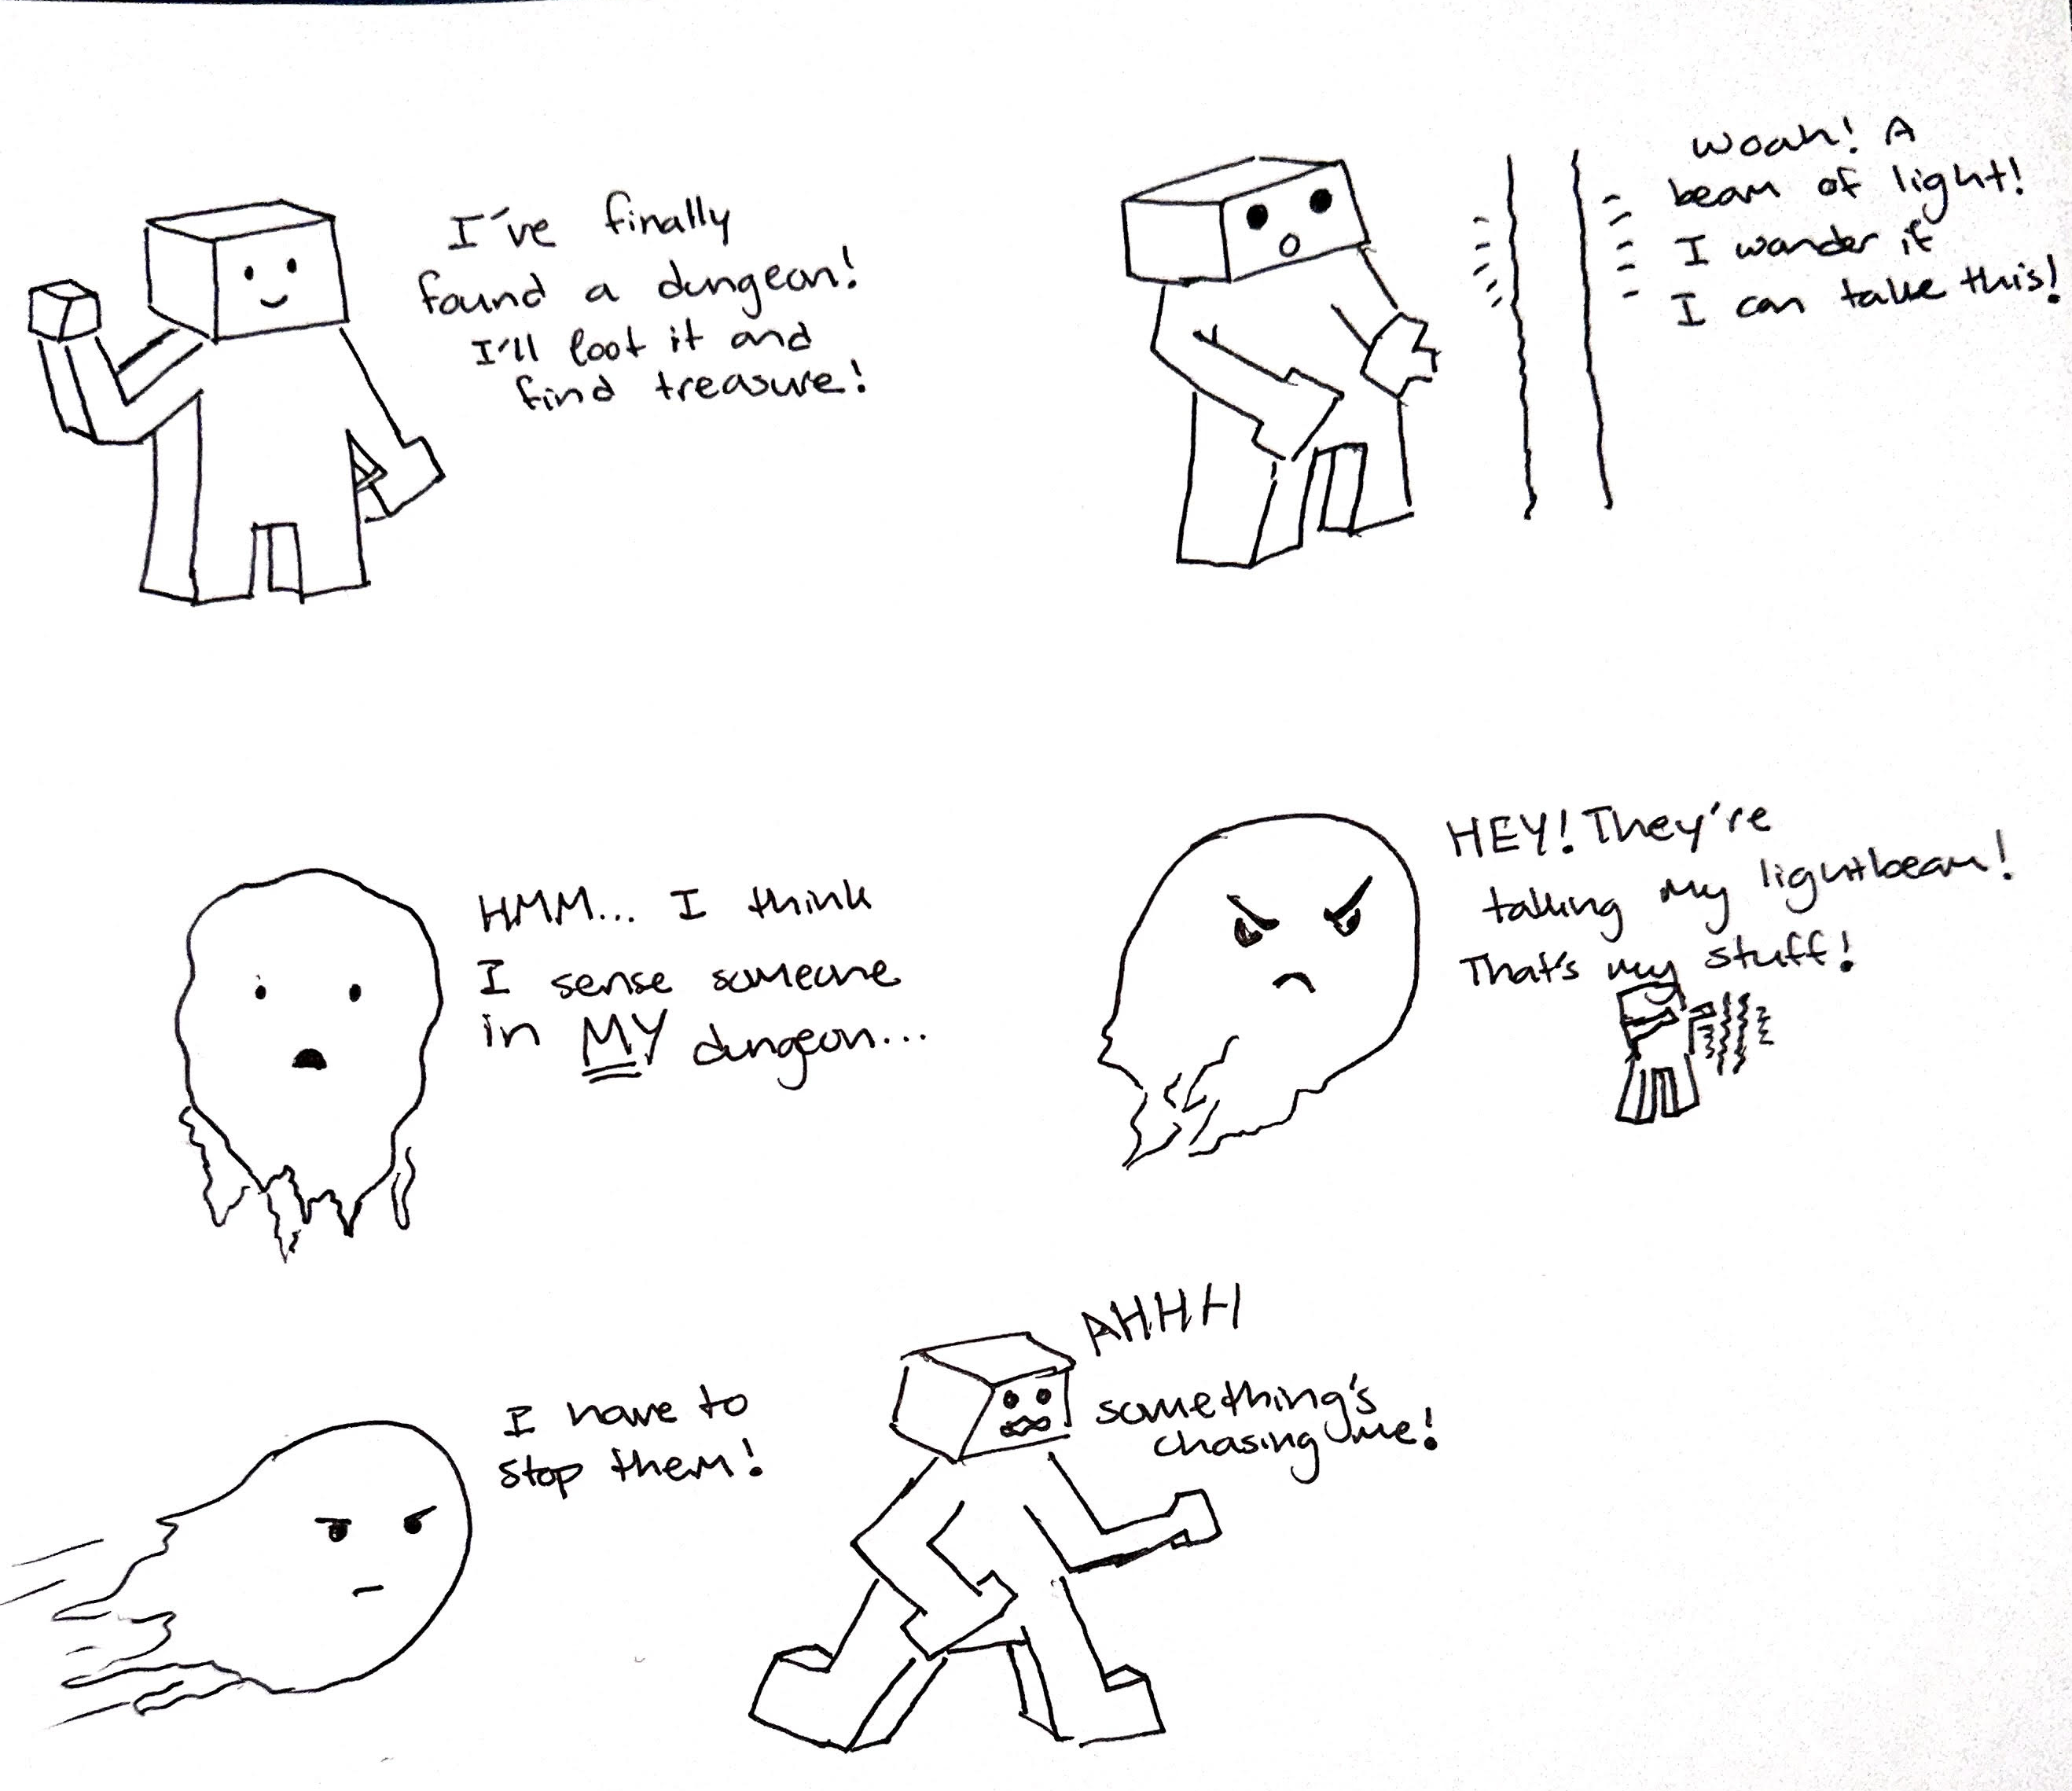 I've finally
found a dungeon!
I'll loot it and
find treasure!
Woah! A
beam of light!
I wonder if
I can take this!
HMM... I think
I sense someone
in MY dungeon...
HEY! They're
taking My lightbeam!
That's my stuff!
I have to
stop them!
AHHH
something's
chasing me!